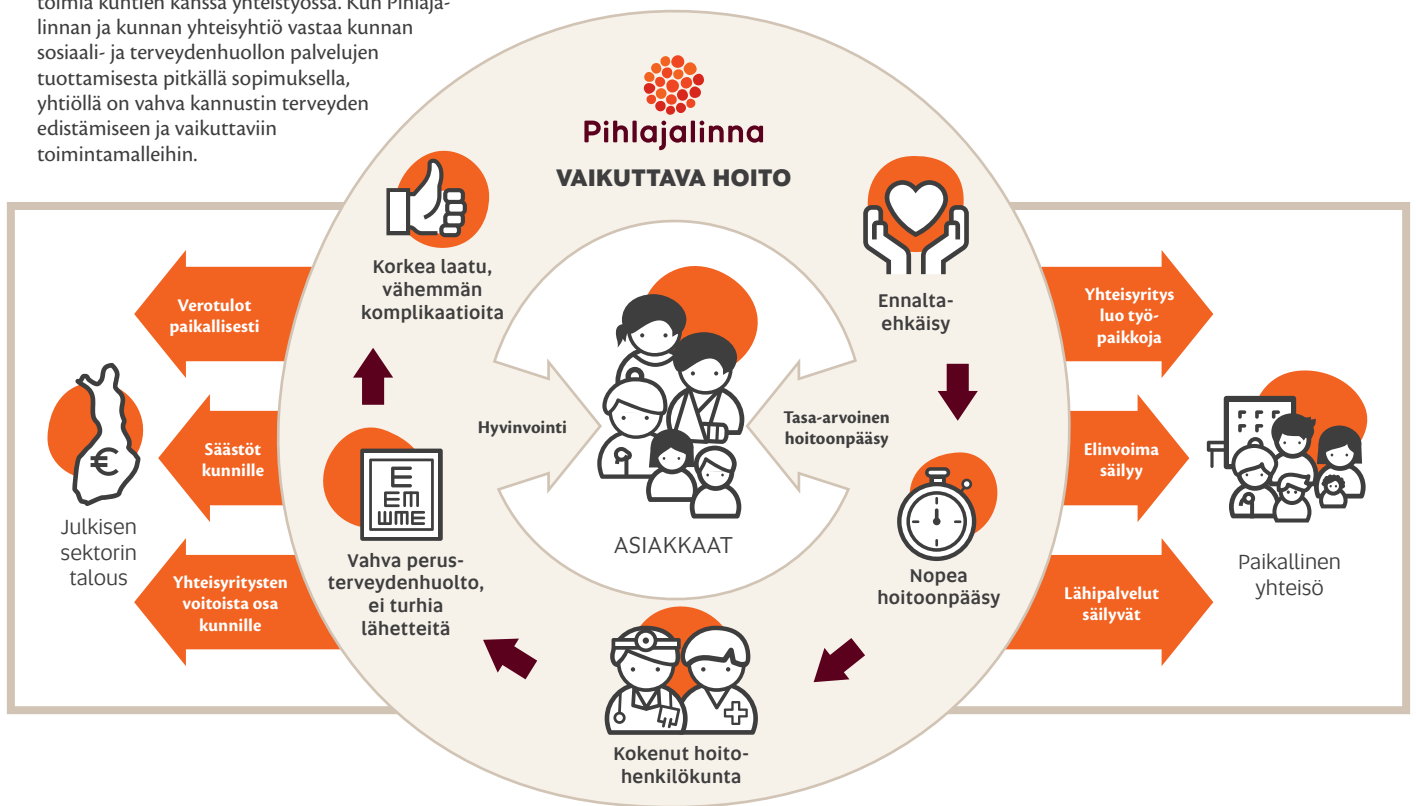 toimia kuntien kanssa yhteistyössä. Kun Pihlaja-
linnan ja kunnan yhteisyhtiö vastaa kunnan
sosiaali- ja terveydenhuollon palvelujen
tuottamisesta pitkällä sopimuksella,
yhtiöllä on vahva kannustin terveyden
edistämiseen ja vaikuttaviin
toimintamalleihin.
Pihlajalinna
VAIKUTTAVA HOITO
Korkea laatu,
vähemmän
komplikaatioita
Ennalta-
ehkäisy
Verotulot
paikallisesti
Säästöt
kunnille
Yhteisyritysten
voitoista osa
kunnille
€
Julkisen
sektorin
talous
Hyvinvointi
Tasa-arvoinen
hoitoonpääsy
ASIAKKAAT
E
EM
WME
Vahva perus-
terveydenhuolto,
ei turhia
lähetteitä
Nopea
hoitoonpääsy
Kokenut hoito-
henkilökunta
Yhteisyritys
luo työ-
paikkoja
Elinvoima
säilyy
Lähipalvelut
säilyvät
Paikallinen
yhteisö